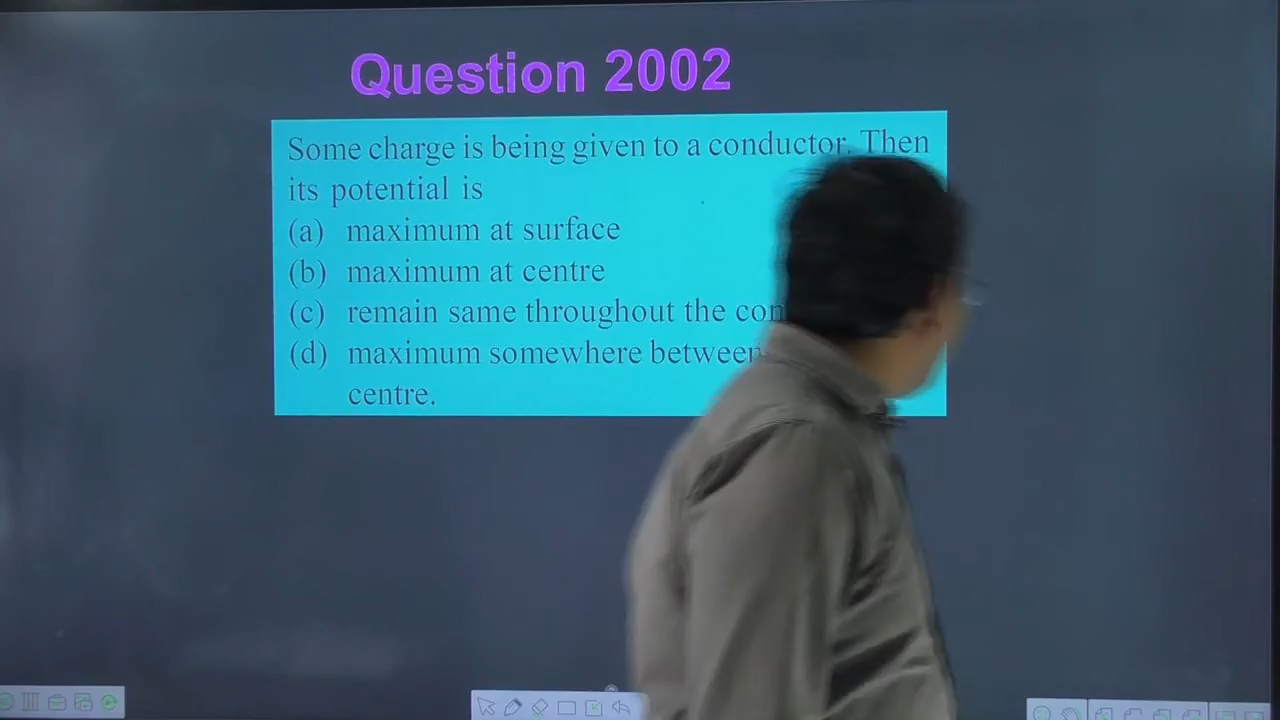 Question 2002
Some charge is being given to a conductor. Then
its potential is
(a) maximum at surface
(b) maximum at centre
(c) remain same throughout the
(d) maximum somewhere between
centre.